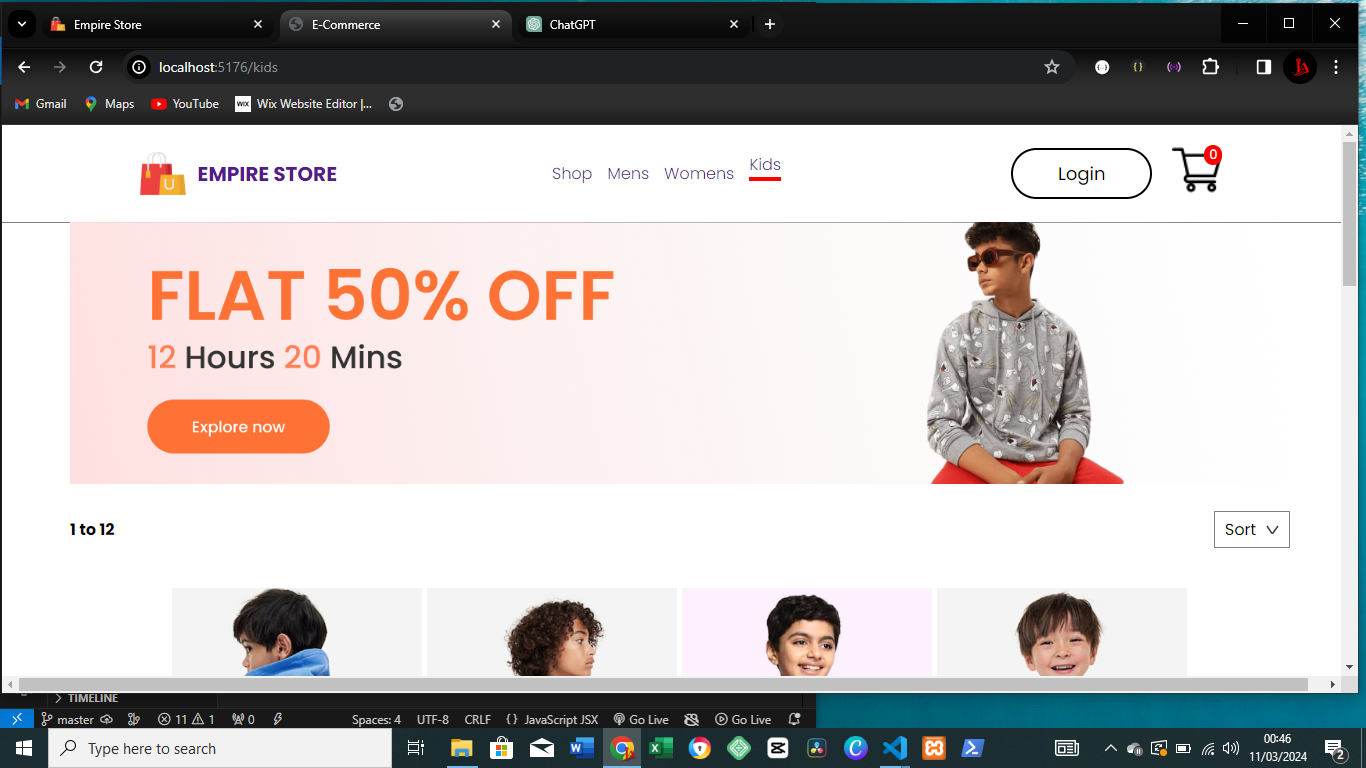 Empire Store
E-Commerce
ChatGPT
localhost:5176/kids
Gmail
Maps
YouTube
WIX
Wix Website Editor |...
U
EMPIRE STORE
Shop
Mens
Womens
Kids
Login
0
FLAT 50% OFF
12 Hours 20 Mins
Explore now
1 to 12
Sort
TIMELINE
master
11
1
0
Spaces: 4
UTF-8
CRLF
{ } JavaScript JSX
Go Live
Go Live
Type here to search
00:46
11/03/2024
2